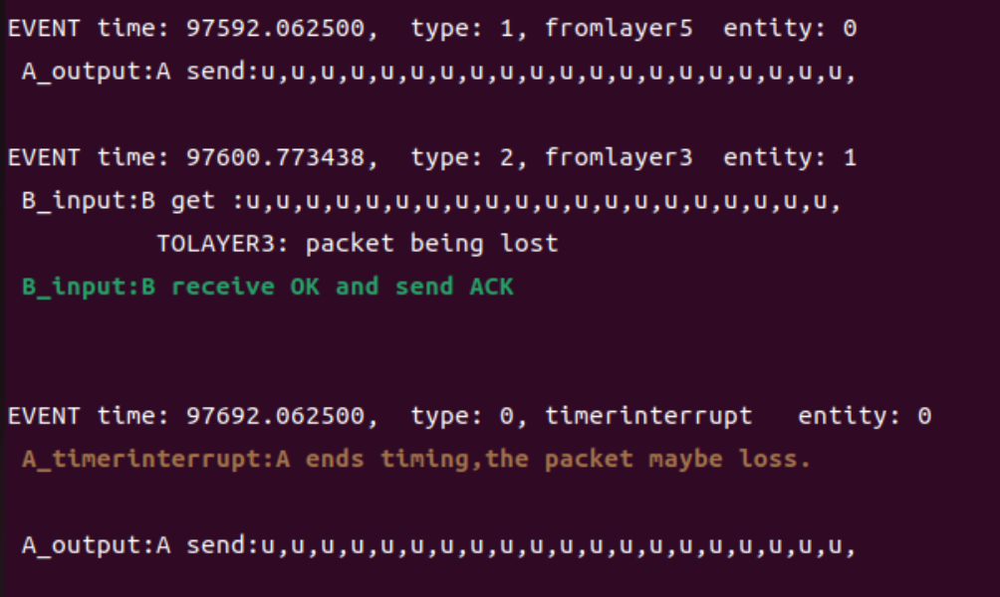 EVENT time: 97592.062500,  type: 1, fromlayer5  entity: 0
A_output:A send:u,u,u,u,u,u,u,u,u,u,u,u,u,u,u,u,u,u,u,u,
EVENT time: 97600.773438,  type: 2, fromlayer3  entity: 1
B_input:B get :u,u,u,u,u,u,u,u,u,u,u,u,u,u,u,u,u,u,u,u,
TOLAYER3: packet being lost
B_input:B receive OK and send ACK
EVENT time: 97692.062500,  type: 0, timerinterrupt   entity: 0
A_timerinterrupt:A ends timing,the packet maybe loss.
A_output:A send:u,u,u,u,u,u,u,u,u,u,u,u,u,u,u,u,u,u,u,u,